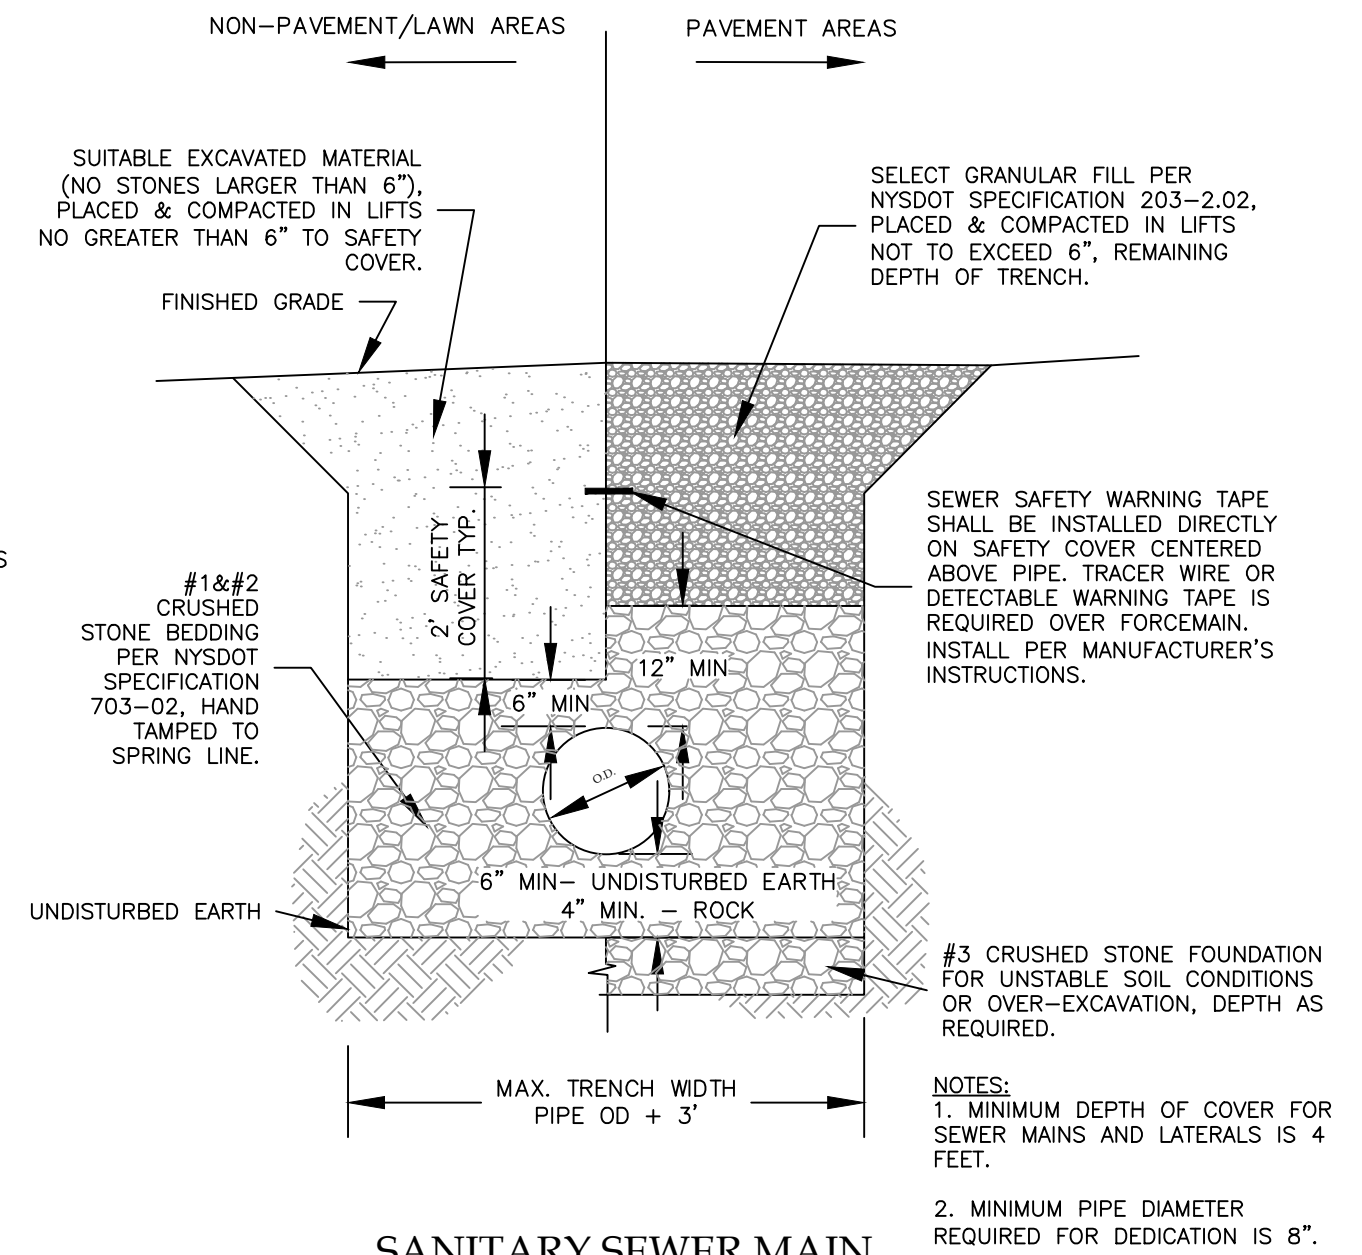 NON-PAVEMENT/LAWN AREAS
PAVEMENT AREAS
SUITABLE EXCAVATED MATERIAL
(NO STONES LARGER THAN 6"),
PLACED & COMPACTED IN LIFTS
NO GREATER THAN 6" TO SAFETY
COVER.
SELECT GRANULAR FILL PER
NYSDOT SPECIFICATION 203-2.02,
PLACED & COMPACTED IN LIFTS
NOT TO EXCEED 6", REMAINING
DEPTH OF TRENCH.
FINISHED GRADE
SEWER SAFETY WARNING TAPE
SHALL BE INSTALLED DIRECTLY
ON SAFETY COVER CENTERED
ABOVE PIPE. TRACER WIRE OR
DETECTABLE WARNING TAPE IS
REQUIRED OVER FORCEMAIN.
INSTALL PER MANUFACTURER'S
INSTRUCTIONS.
2' SAFETY
COVER TYP.
S
#1&#2
CRUSHED
STONE BEDDING
PER NYSDOT
SPECIFICATION
703-02, HAND
TAMPED TO
SPRING LINE.
12" MIN
6" MIN
O.D.
6" MIN- UNDISTURBED EARTH
4" MIN. - ROCK
UNDISTURBED EARTH
#3 CRUSHED STONE FOUNDATION
FOR UNSTABLE SOIL CONDITIONS
OR OVER-EXCAVATION, DEPTH AS
REQUIRED.
MAX. TRENCH WIDTH
PIPE OD + 3'
NOTES:
1. MINIMUM DEPTH OF COVER FOR
SEWER MAINS AND LATERALS IS 4
FEET.
2. MINIMUM PIPE DIAMETER
REQUIRED FOR DEDICATION IS 8".
SANITARY SEWER MAIN